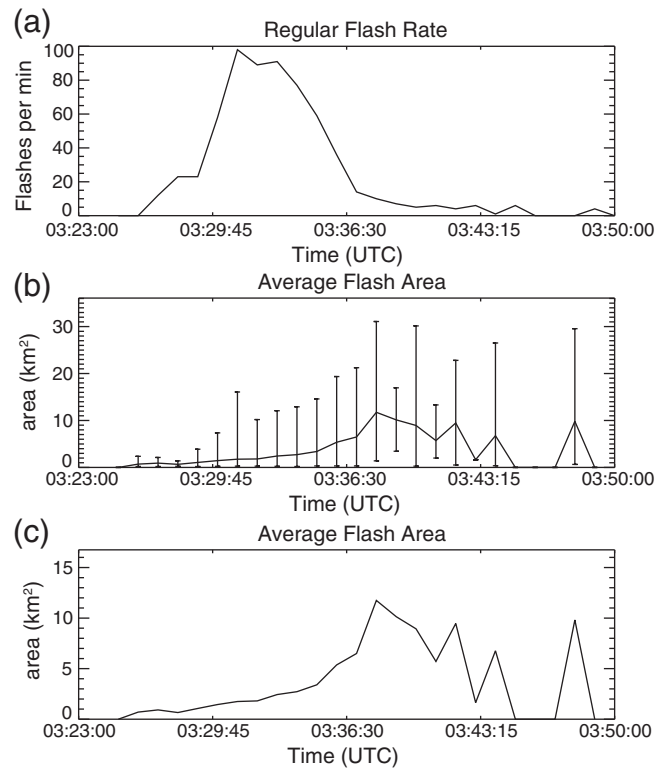 (a)
Regular Flash Rate
100
80
60
40
20
0
Flashes per min
03:23:00 03:29:45 03:36:30 03:43:15 03:50:00
Time (UTC)
(b)
Average Flash Area
30
20
10
0
area (km²)
03:23:00 03:29:45 03:36:30 03:43:15 03:50:00
Time (UTC)
(c)
Average Flash Area
15
10
5
0
area (km²)
03:23:00 03:29:45 03:36:30 03:43:15 03:50:00
Time (UTC)